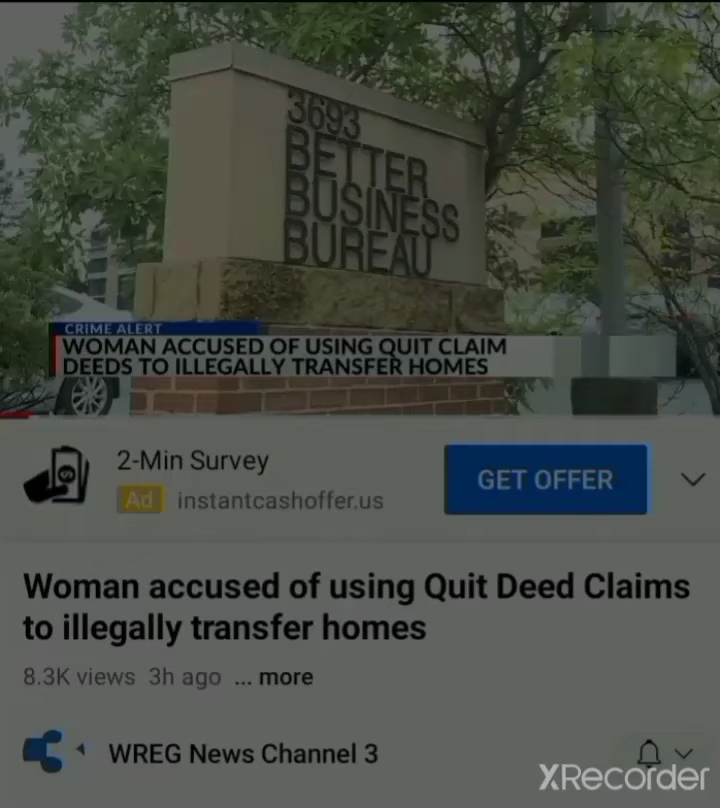 3693
BETTER
BUSINESS
BUREAU
CRIME ALERT
WOMAN ACCUSED OF USING QUIT CLAIM
DEEDS TO ILLEGALLY TRANSFER HOMES
2-Min Survey
Ad instantcashoffer.us
GET OFFER
Woman accused of using Quit Deed Claims
to illegally transfer homes
8.3K views 3h ago ... more
WREG News Channel 3
XRecorder